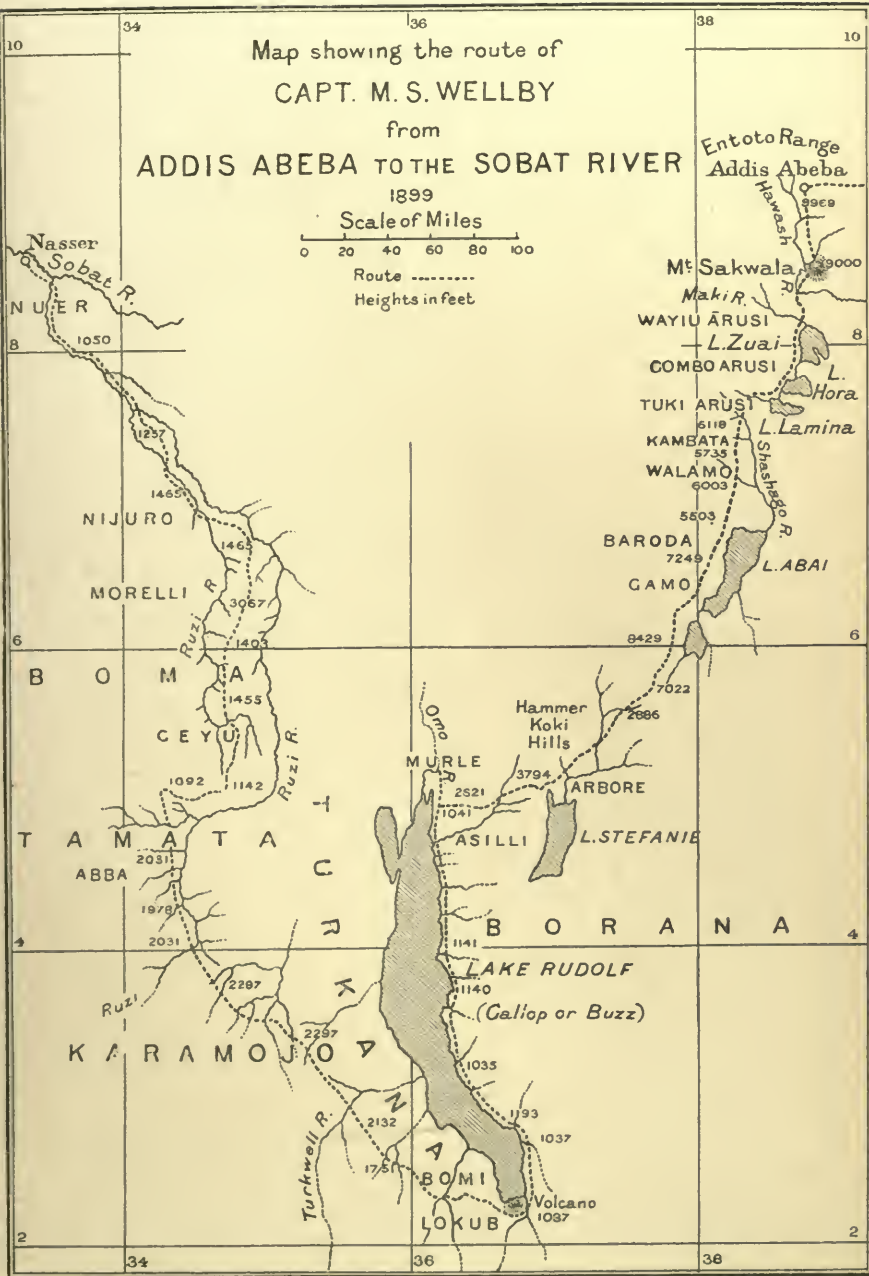 34
36
38
10
10
Map showing the route of
CAPT. M. S. WELLBY
from
ADDIS ABEBA TO THE SOBAT RIVER
1899
Scale of Miles
0 20 40 60 80 100
Route
Heights in feet
Entoto Range
Addis Abeba
Hawash R.
Mt. Sakwala
9000
Maki R.
WAYIU ĀRUSI
8
L. Zuai
8
COMBO ARUSI
L. Hora
TUKI ARUSI
L. Lamina
6118
KAMBATA
5735
Shashago R.
WALAMO
6003
5503
BARODA
7249
L. ABAI
GAMO
8429
6
7022
2886
Nasser
Sobat R.
NUER
1050
1257
1465
NIJURO
1465
MORELLI
Ruzi R
3067
1403
6
BOMA
1455
CEYU
Ruzi R.
1092
1142
Hammer
Koki
Hills
Omo R.
MURLE
3794
2521
1041
ARBORE
ASILLI
L. STEFANIE
TAMATA
TURKANA
2031
ABBA
1978
2031
4
BORANA
4
1141
LAKE RUDOLF
1140
(Gallop or Buzz)
2287
Ruzi
2297
KARAMOJO
1035
1193
1037
2132
Turkwell R.
1751
BOMI
Volcano
1037
LOKUB
2
2
34
36
38